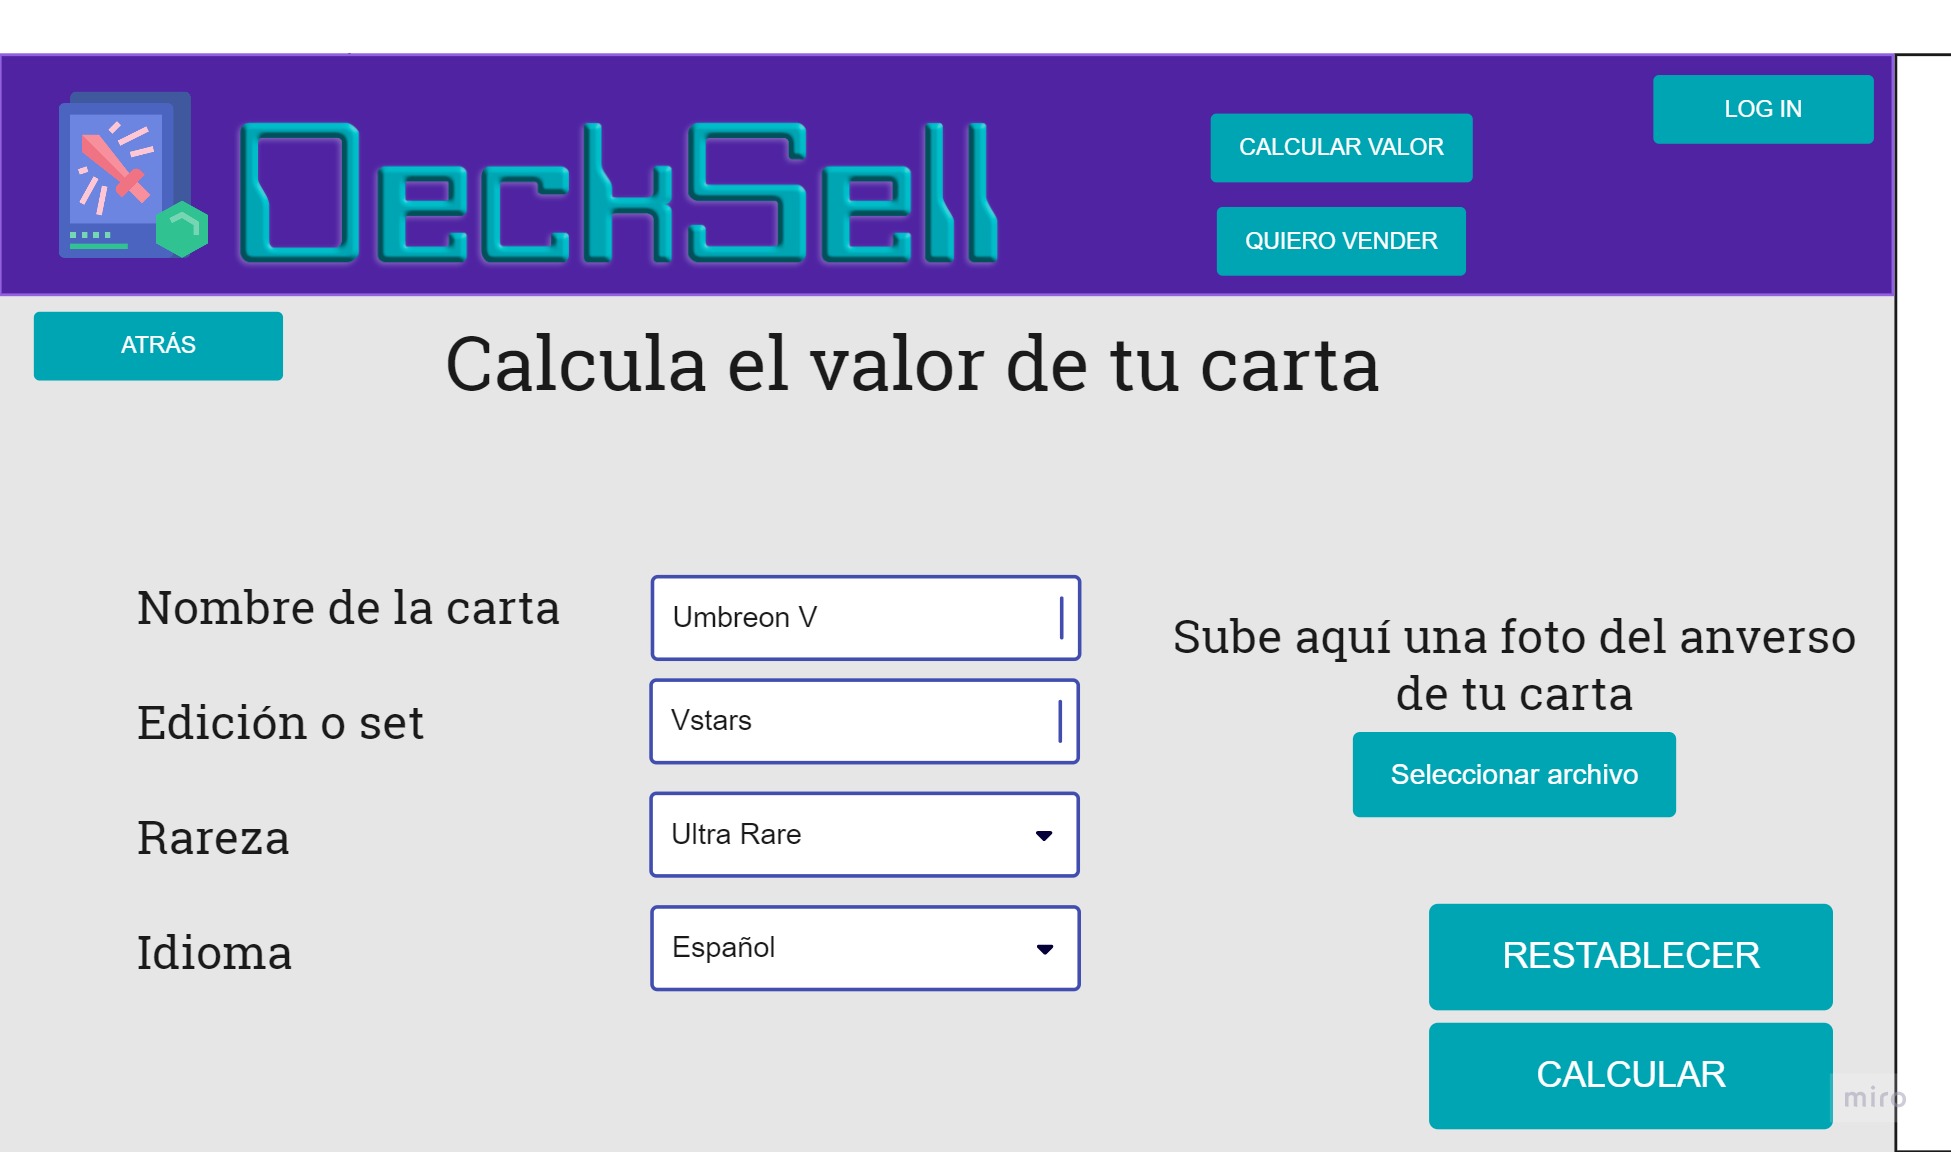 DeckSell
CALCULAR VALOR
QUIERO VENDER
LOG IN
ATRÁS
Calcula el valor de tu carta
Nombre de la carta
Umbreon V
Edición o set
Vstars
Rareza
Ultra Rare
Idioma
Español
Sube aquí una foto del anverso
de tu carta
Seleccionar archivo
RESTABLECER
CALCULAR
miro